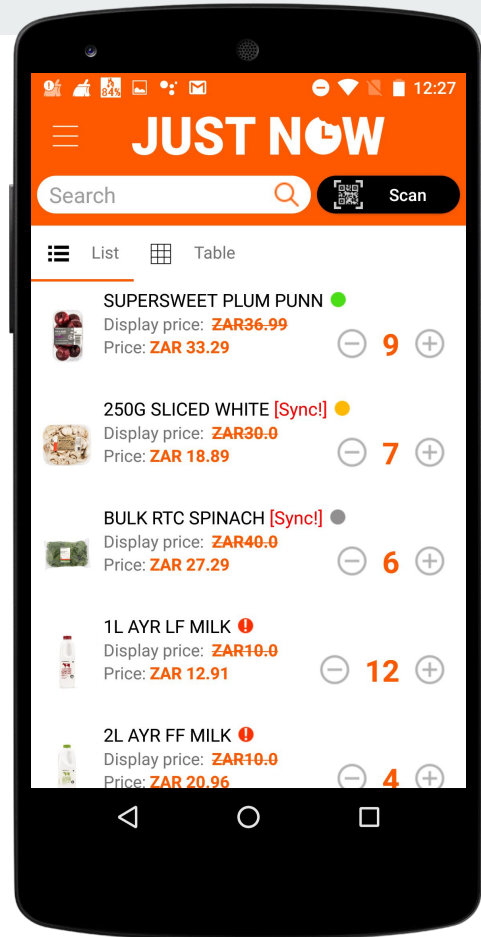 84%
12:27
JUST NOW
Search
Scan
List
Table
SUPERSWEET PLUM PUNN
Display price: ZAR36.99
Price: ZAR 33.29
9
250G SLICED WHITE [Sync!]
Display price: ZAR30.0
Price: ZAR 18.89
7
BULK RTC SPINACH [Sync!]
Display price: ZAR40.0
Price: ZAR 27.29
6
1L AYR LF MILK
Display price: ZAR10.0
Price: ZAR 12.91
12
2L AYR FF MILK
Display price: ZAR10.0
Price: ZAR 20.96
4